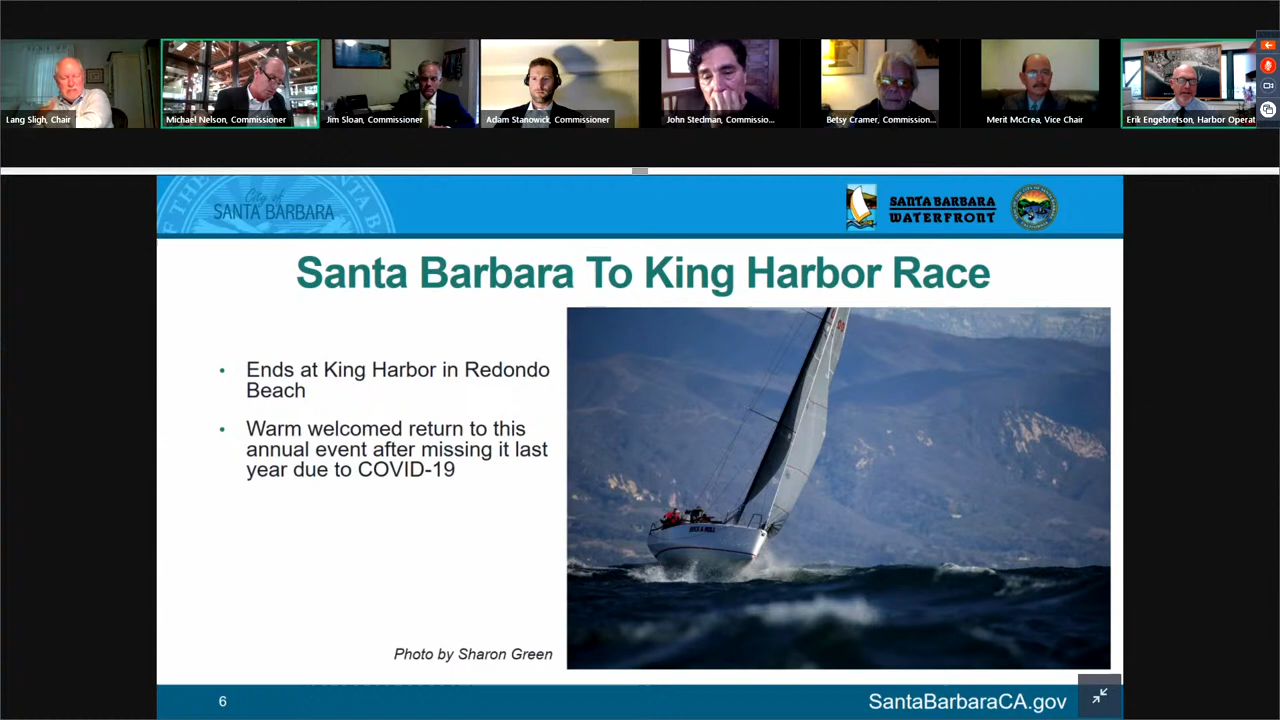 Lang Sligh, Chair
Michael Nelson, Commissioner
Jim Sloan, Commissioner
Adam Stanowick, Commissioner
John Stedman, Commissio...
Betsy Cramer, Commission...
Merit McCrea, Vice Chair
Erik Engebretson, Harbor Operat
City of
SANTA BARBARA
SANTA BARBARA
WATERFRONT
Santa Barbara To King Harbor Race
• Ends at King Harbor in Redondo
Beach
• Warm welcomed return to this
annual event after missing it last
year due to COVID-19
Photo by Sharon Green
6
SantaBarbaraCA.gov